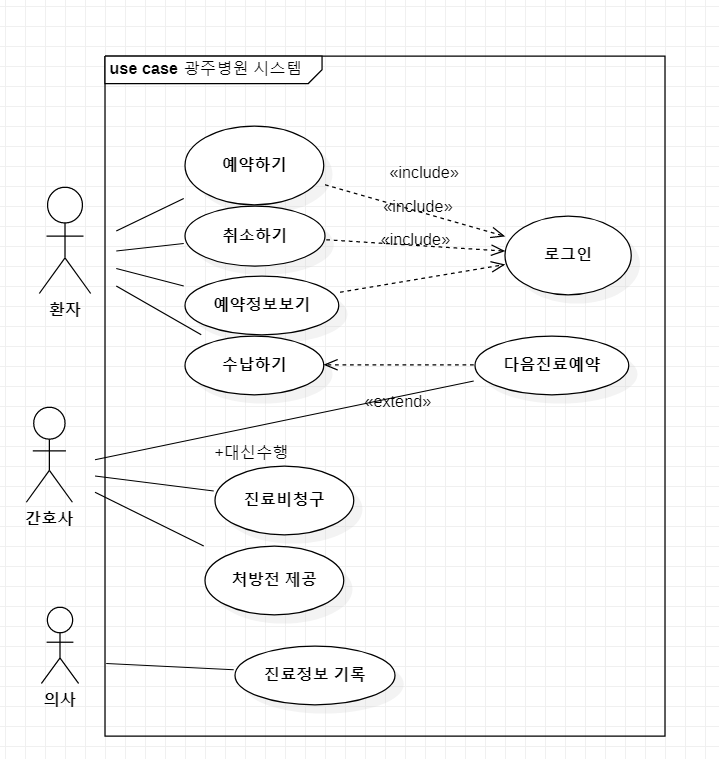 use case 광주병원 시스템
예약하기
«include»
취소하기
«include»
«include»
로그인
환자
예약정보보기
수납하기
다음진료예약
«extend»
+대신수행
간호사
진료비청구
처방전 제공
의사
진료정보 기록